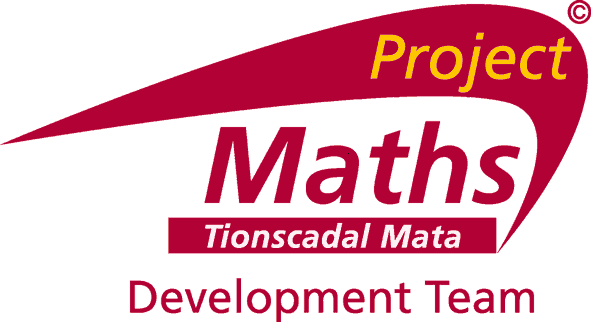 ©
Project
Maths
Tionscadal Mata
Development Team